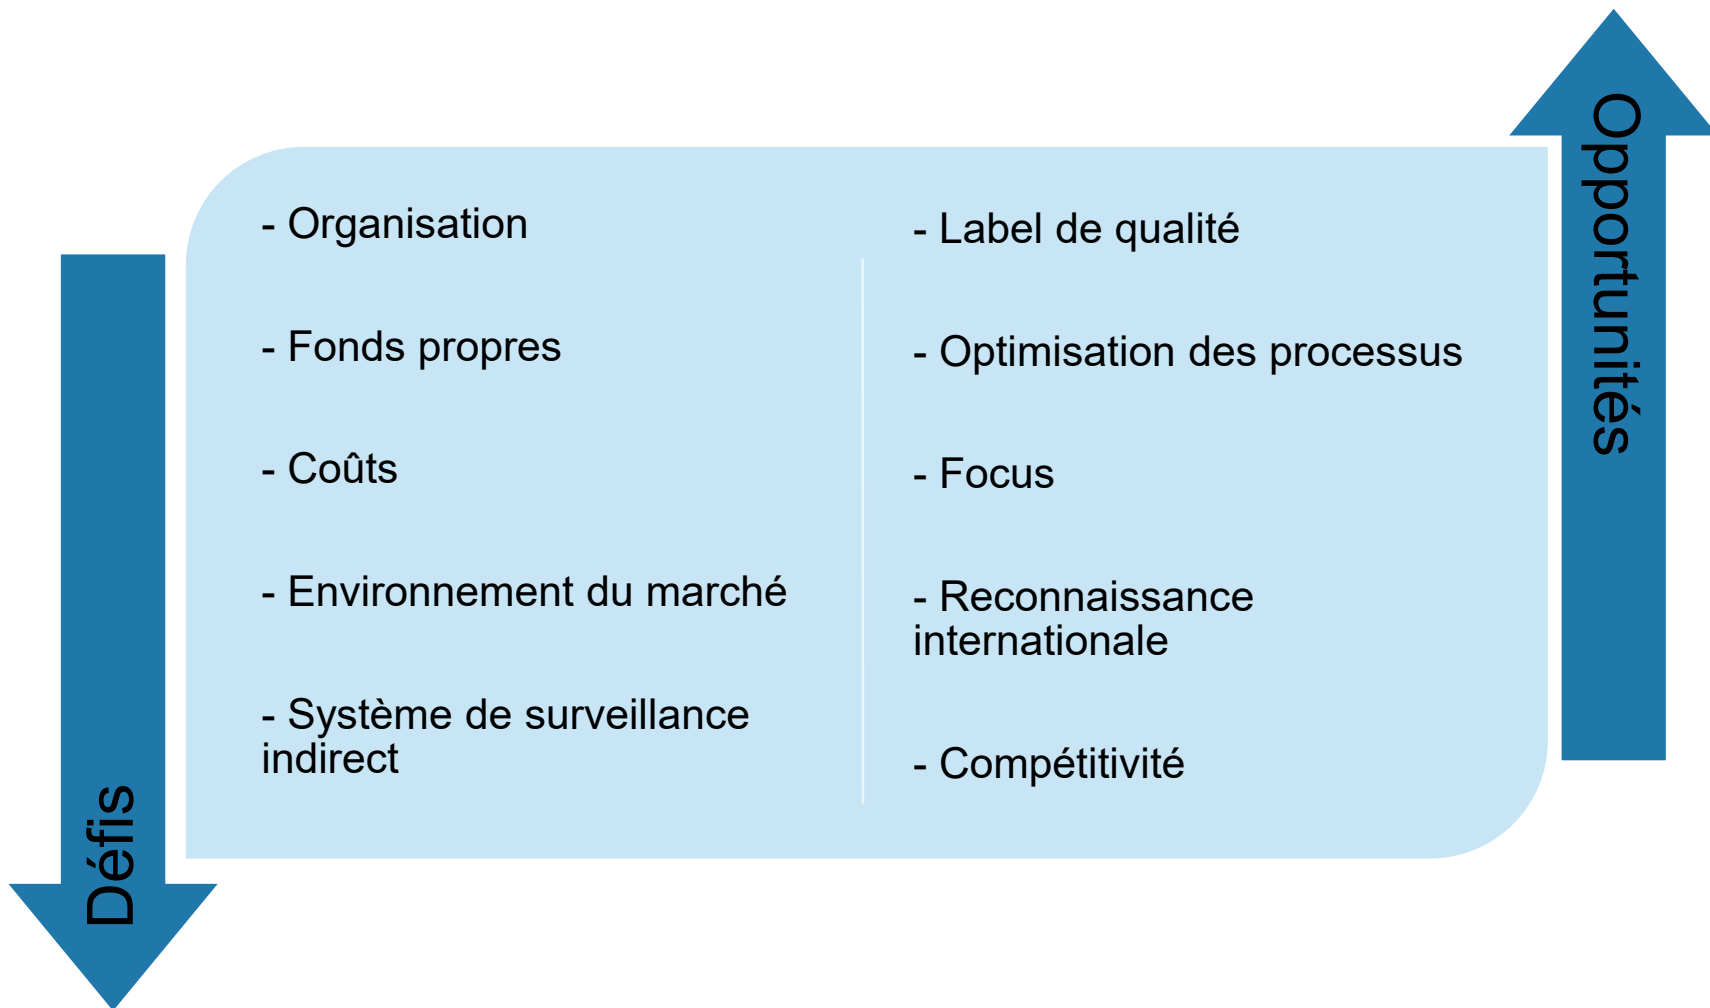 Défis
- Organisation
- Fonds propres
- Coûts
- Environnement du marché
- Système de surveillance
indirect
- Label de qualité
- Optimisation des processus
- Focus
- Reconnaissance
internationale
- Compétitivité
Opportunités